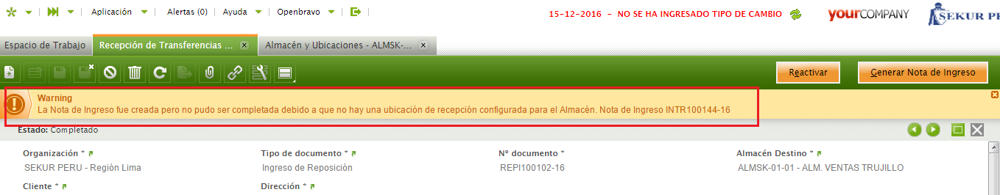 Aplicación Alertas (0) Ayuda Openbravo 15-12-2016 - NO SE HA INGRESADO TIPO DE CAMBIO yourCOMPANY SEKUR PE
Espacio de Trabajo Recepción de Transferencias ... Almacén y Ubicaciones - ALMSK-...
Reactivar Generar Nota de Ingreso
Warning
La Nota de Ingreso fue creada pero no pudo ser completada debido a que no hay una ubicación de recepción configurada para el Almacén. Nota de Ingreso INTR100144-16
Estado: Completado
Organización * Tipo de documento * Nº documento * Almacén Destino *
SEKUR PERU - Región Lima Ingreso de Reposición REPI100102-16 ALMSK-01-01 - ALM. VENTAS TRUJILLO
Cliente * Dirección *